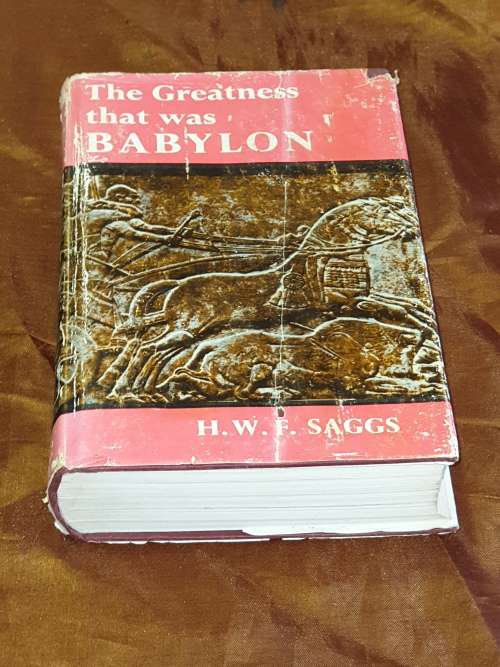 The Greatness
that was
BABYLON
H. W. F. SAGGS